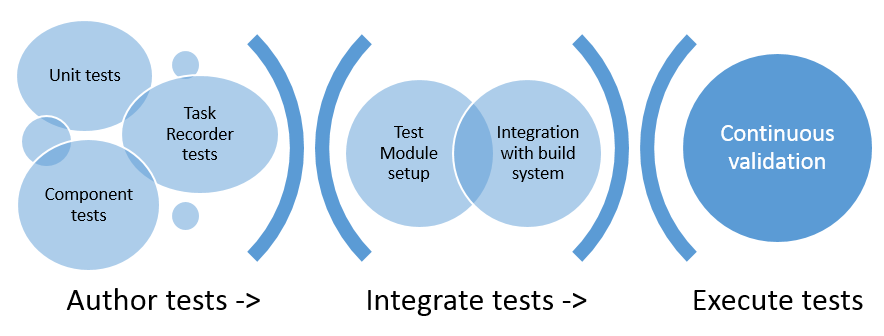 Unit tests
Task
Recorder
tests
Component
tests
Test
Module
setup
Integration
with build
system
Continuous
validation
Author tests ->
Integrate tests ->
Execute tests